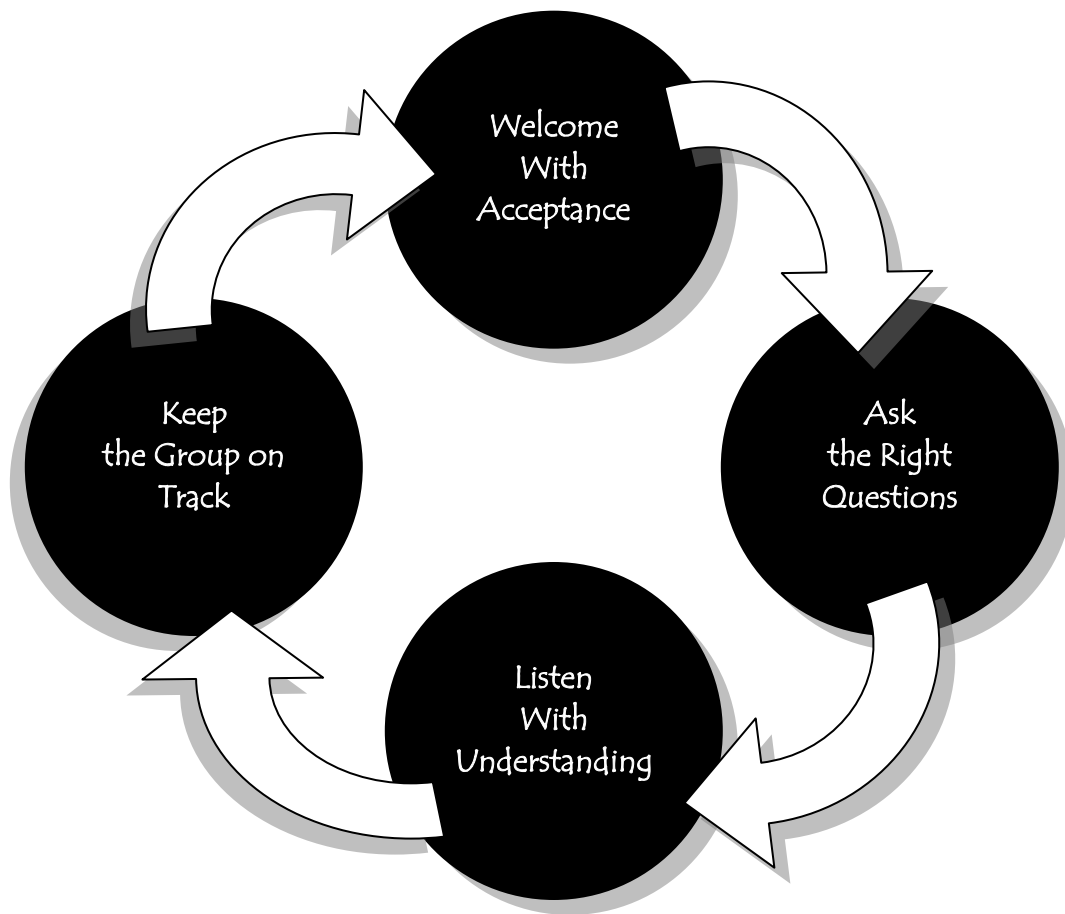 Welcome
With
Acceptance
Ask
the Right
Questions
Listen
With
Understanding
Keep
the Group on
Track